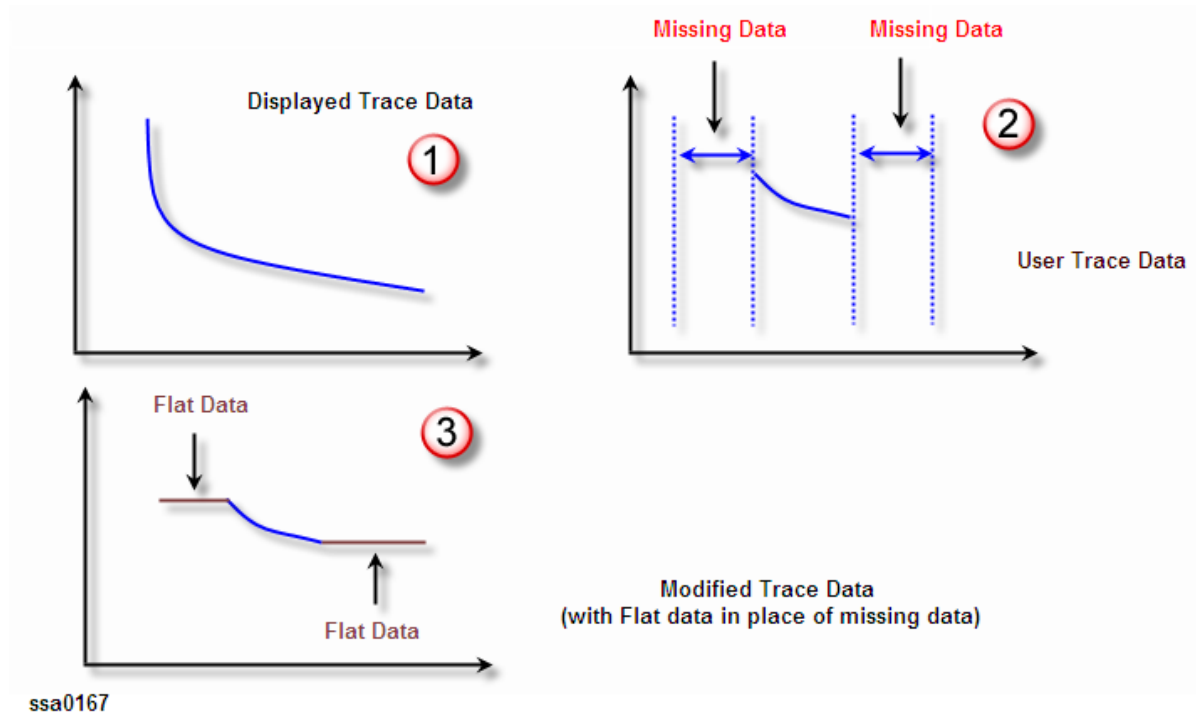 Missing Data
Missing Data
Displayed Trace Data
1
2
User Trace Data
Flat Data
3
Flat Data
Modified Trace Data
(with Flat data in place of missing data)
ssa0167